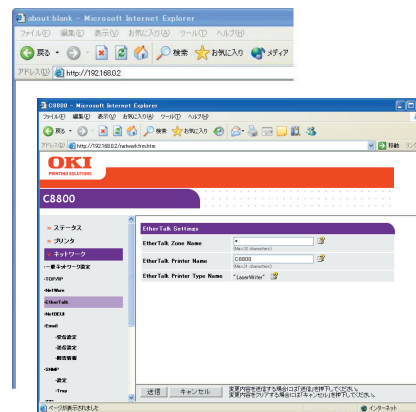 about:blank - Microsoft Internet Explorer
ファイル(F) 編集(E) 表示(V) お気に入り(A) ツール(T) ヘルプ(H)
戻る 検索 お気に入り メディア
アドレス(D) http://192.168.0.2
C8800 - Microsoft Internet Explorer
ファイル(F) 編集(E) 表示(V) お気に入り(A) ツール(T) ヘルプ(H)
戻る 検索 お気に入り
アドレス(D) http://192.168.0.2/networkfrm.htm 移動
OKI
PRINTING SOLUTIONS
C8800
ステータス
プリンタ
ネットワーク
一般ネットワーク設定
TCP/IP
NetWare
EtherTalk
NetBEUI
Email
受信設定
送信設定
SNMP
設定
Trap
EtherTalk Settings
EtherTalk Zone Name *
(Max.32 characters)
EtherTalk Printer Name C8800
(Max.31 characters)
EtherTalk Printer Type Name "LaserWriter"
送信 キャンセル 変更内容を送信する場合には「送信」を押下してください。
変更内容をクリアする場合には「キャンセル」を押下してください。
ページが表示されました インターネット